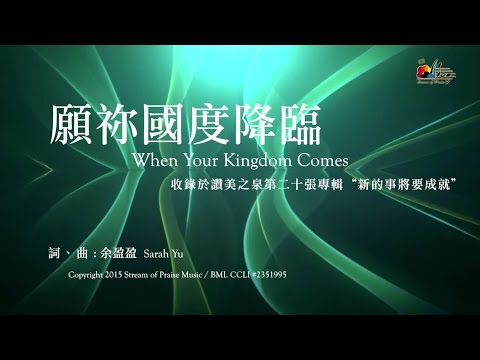 願祢國度降臨
When Your Kingdom Comes
收錄於讚美之泉第二十張專輯“新的事將要成就”
詞、曲：余盈盈 Sarah Yu
Copyright 2015 Stream of Praise Music / BML CCLI #2351995